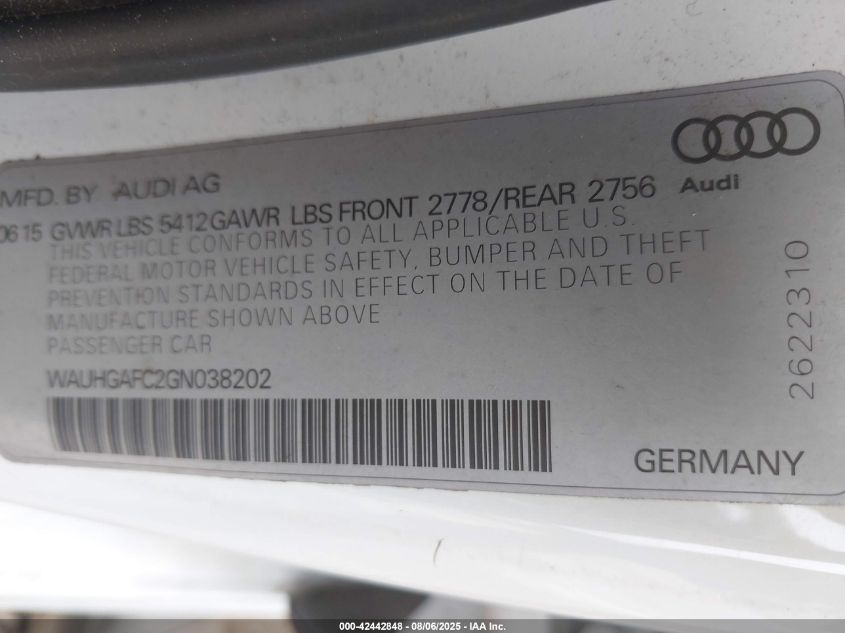 MFD. BY AUDI AG
0615 GVWR LBS 5412 GAWR LBS FRONT 2778/REAR 2756
THIS VEHICLE CONFORMS TO ALL APPLICABLE U.S.
FEDERAL MOTOR VEHICLE SAFETY, BUMPER AND THEFT
PREVENTION STANDARDS IN EFFECT ON THE DATE OF
MANUFACTURE SHOWN ABOVE
PASSENGER CAR
WAUHGAFC2GN038202
Audi
2622310
GERMANY
000-42442848 - 08/06/2025 - IAA Inc.